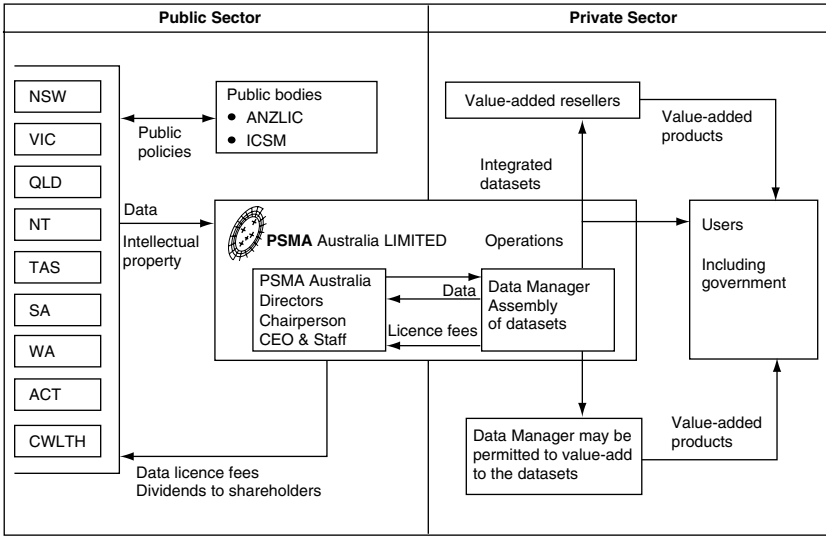 Public Sector
Private Sector
NSW
VIC
QLD
NT
TAS
SA
WA
ACT
CWLTH
Public
policies
Public bodies
● ANZLIC
● ICSM
Data
Intellectual
property
PSMA Australia LIMITED
Operations
PSMA Australia
Directors
Chairperson
CEO & Staff
Data
Licence fees
Data Manager
Assembly
of datasets
Data licence fees
Dividends to shareholders
Value-added resellers
Value-added
products
Integrated
datasets
Users
Including
government
Data Manager may be
permitted to value-add
to the datasets
Value-added
products